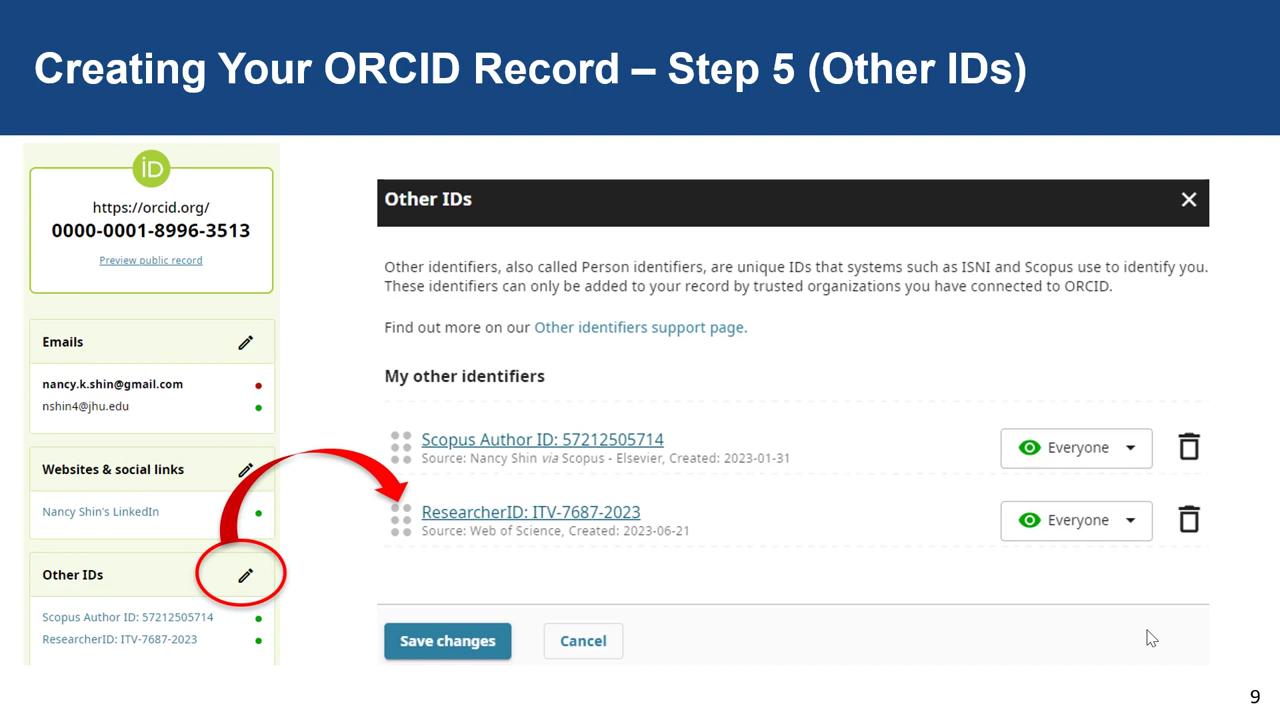 Creating Your ORCID Record – Step 5 (Other IDs)
iD
https://orcid.org/
0000-0001-8996-3513
Preview public record
Emails
nancy.k.shin@gmail.com
nshin4@jhu.edu
Websites & social links
Nancy Shin's LinkedIn
Other IDs
Scopus Author ID: 57212505714
ResearcherID: ITV-7687-2023
Other IDs
Other identifiers, also called Person identifiers, are unique IDs that systems such as ISNI and Scopus use to identify you.
These identifiers can only be added to your record by trusted organizations you have connected to ORCID.
Find out more on our Other identifiers support page.
My other identifiers
Scopus Author ID: 57212505714
Source: Nancy Shin via Scopus - Elsevier, Created: 2023-01-31
Everyone
ResearcherID: ITV-7687-2023
Source: Web of Science, Created: 2023-06-21
Everyone
Save changes
Cancel
9